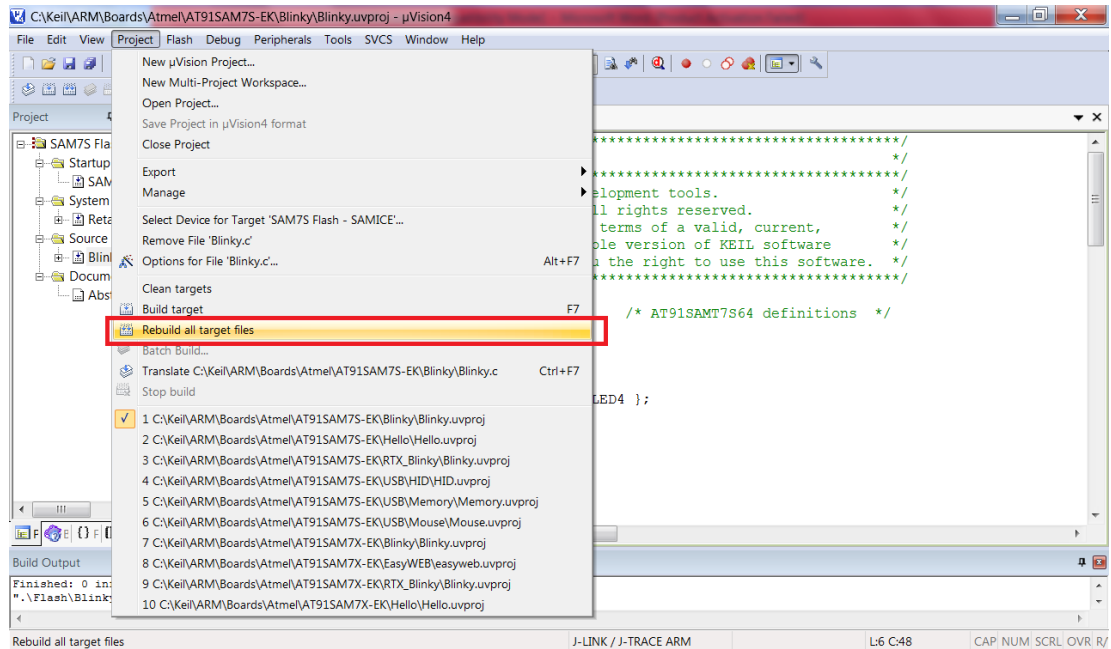 C:\Keil\ARM\Boards\Atmel\AT91SAM7S-EK\Blinky\Blinky.uvproj - µVision4
File Edit View Project Flash Debug Peripherals Tools SVCS Window Help
New µVision Project...
New Multi-Project Workspace...
Open Project...
Save Project in µVision4 format
Close Project
Export
Manage
Select Device for Target 'SAM7S Flash - SAMICE'...
Remove File 'Blinky.c'
Options for File 'Blinky.c'... Alt+F7
Clean targets
Build target F7
Rebuild all target files
Batch Build...
Translate C:\Keil\ARM\Boards\Atmel\AT91SAM7S-EK\Blinky\Blinky.c Ctrl+F7
Stop build
1 C:\Keil\ARM\Boards\Atmel\AT91SAM7S-EK\Blinky\Blinky.uvproj
2 C:\Keil\ARM\Boards\Atmel\AT91SAM7S-EK\Hello\Hello.uvproj
3 C:\Keil\ARM\Boards\Atmel\AT91SAM7S-EK\RTX_Blinky\Blinky.uvproj
4 C:\Keil\ARM\Boards\Atmel\AT91SAM7S-EK\USB\HID\HID.uvproj
5 C:\Keil\ARM\Boards\Atmel\AT91SAM7S-EK\USB\Memory\Memory.uvproj
6 C:\Keil\ARM\Boards\Atmel\AT91SAM7S-EK\USB\Mouse\Mouse.uvproj
7 C:\Keil\ARM\Boards\Atmel\AT91SAM7X-EK\Blinky\Blinky.uvproj
8 C:\Keil\ARM\Boards\Atmel\AT91SAM7X-EK\EasyWEB\easyweb.uvproj
9 C:\Keil\ARM\Boards\Atmel\AT91SAM7X-EK\RTX_Blinky\Blinky.uvproj
10 C:\Keil\ARM\Boards\Atmel\AT91SAM7X-EK\Hello\Hello.uvproj
Project
SAM7S Fla
Startup
SAM
System
Reta
Source
Blin
Docum
Abs
***********************************/
*/
***********************************/
elopment tools. */
ll rights reserved. */
terms of a valid, current, */
ble version of KEIL software */
the right to use this software. */
***********************************/
/* AT91SAMT7S64 definitions */
LED4 };
F E {} F
Build Output
Finished: 0 in
".\Flash\Blink
Rebuild all target files J-LINK / J-TRACE ARM L:6 C:48 CAP NUM SCRL OVR R/